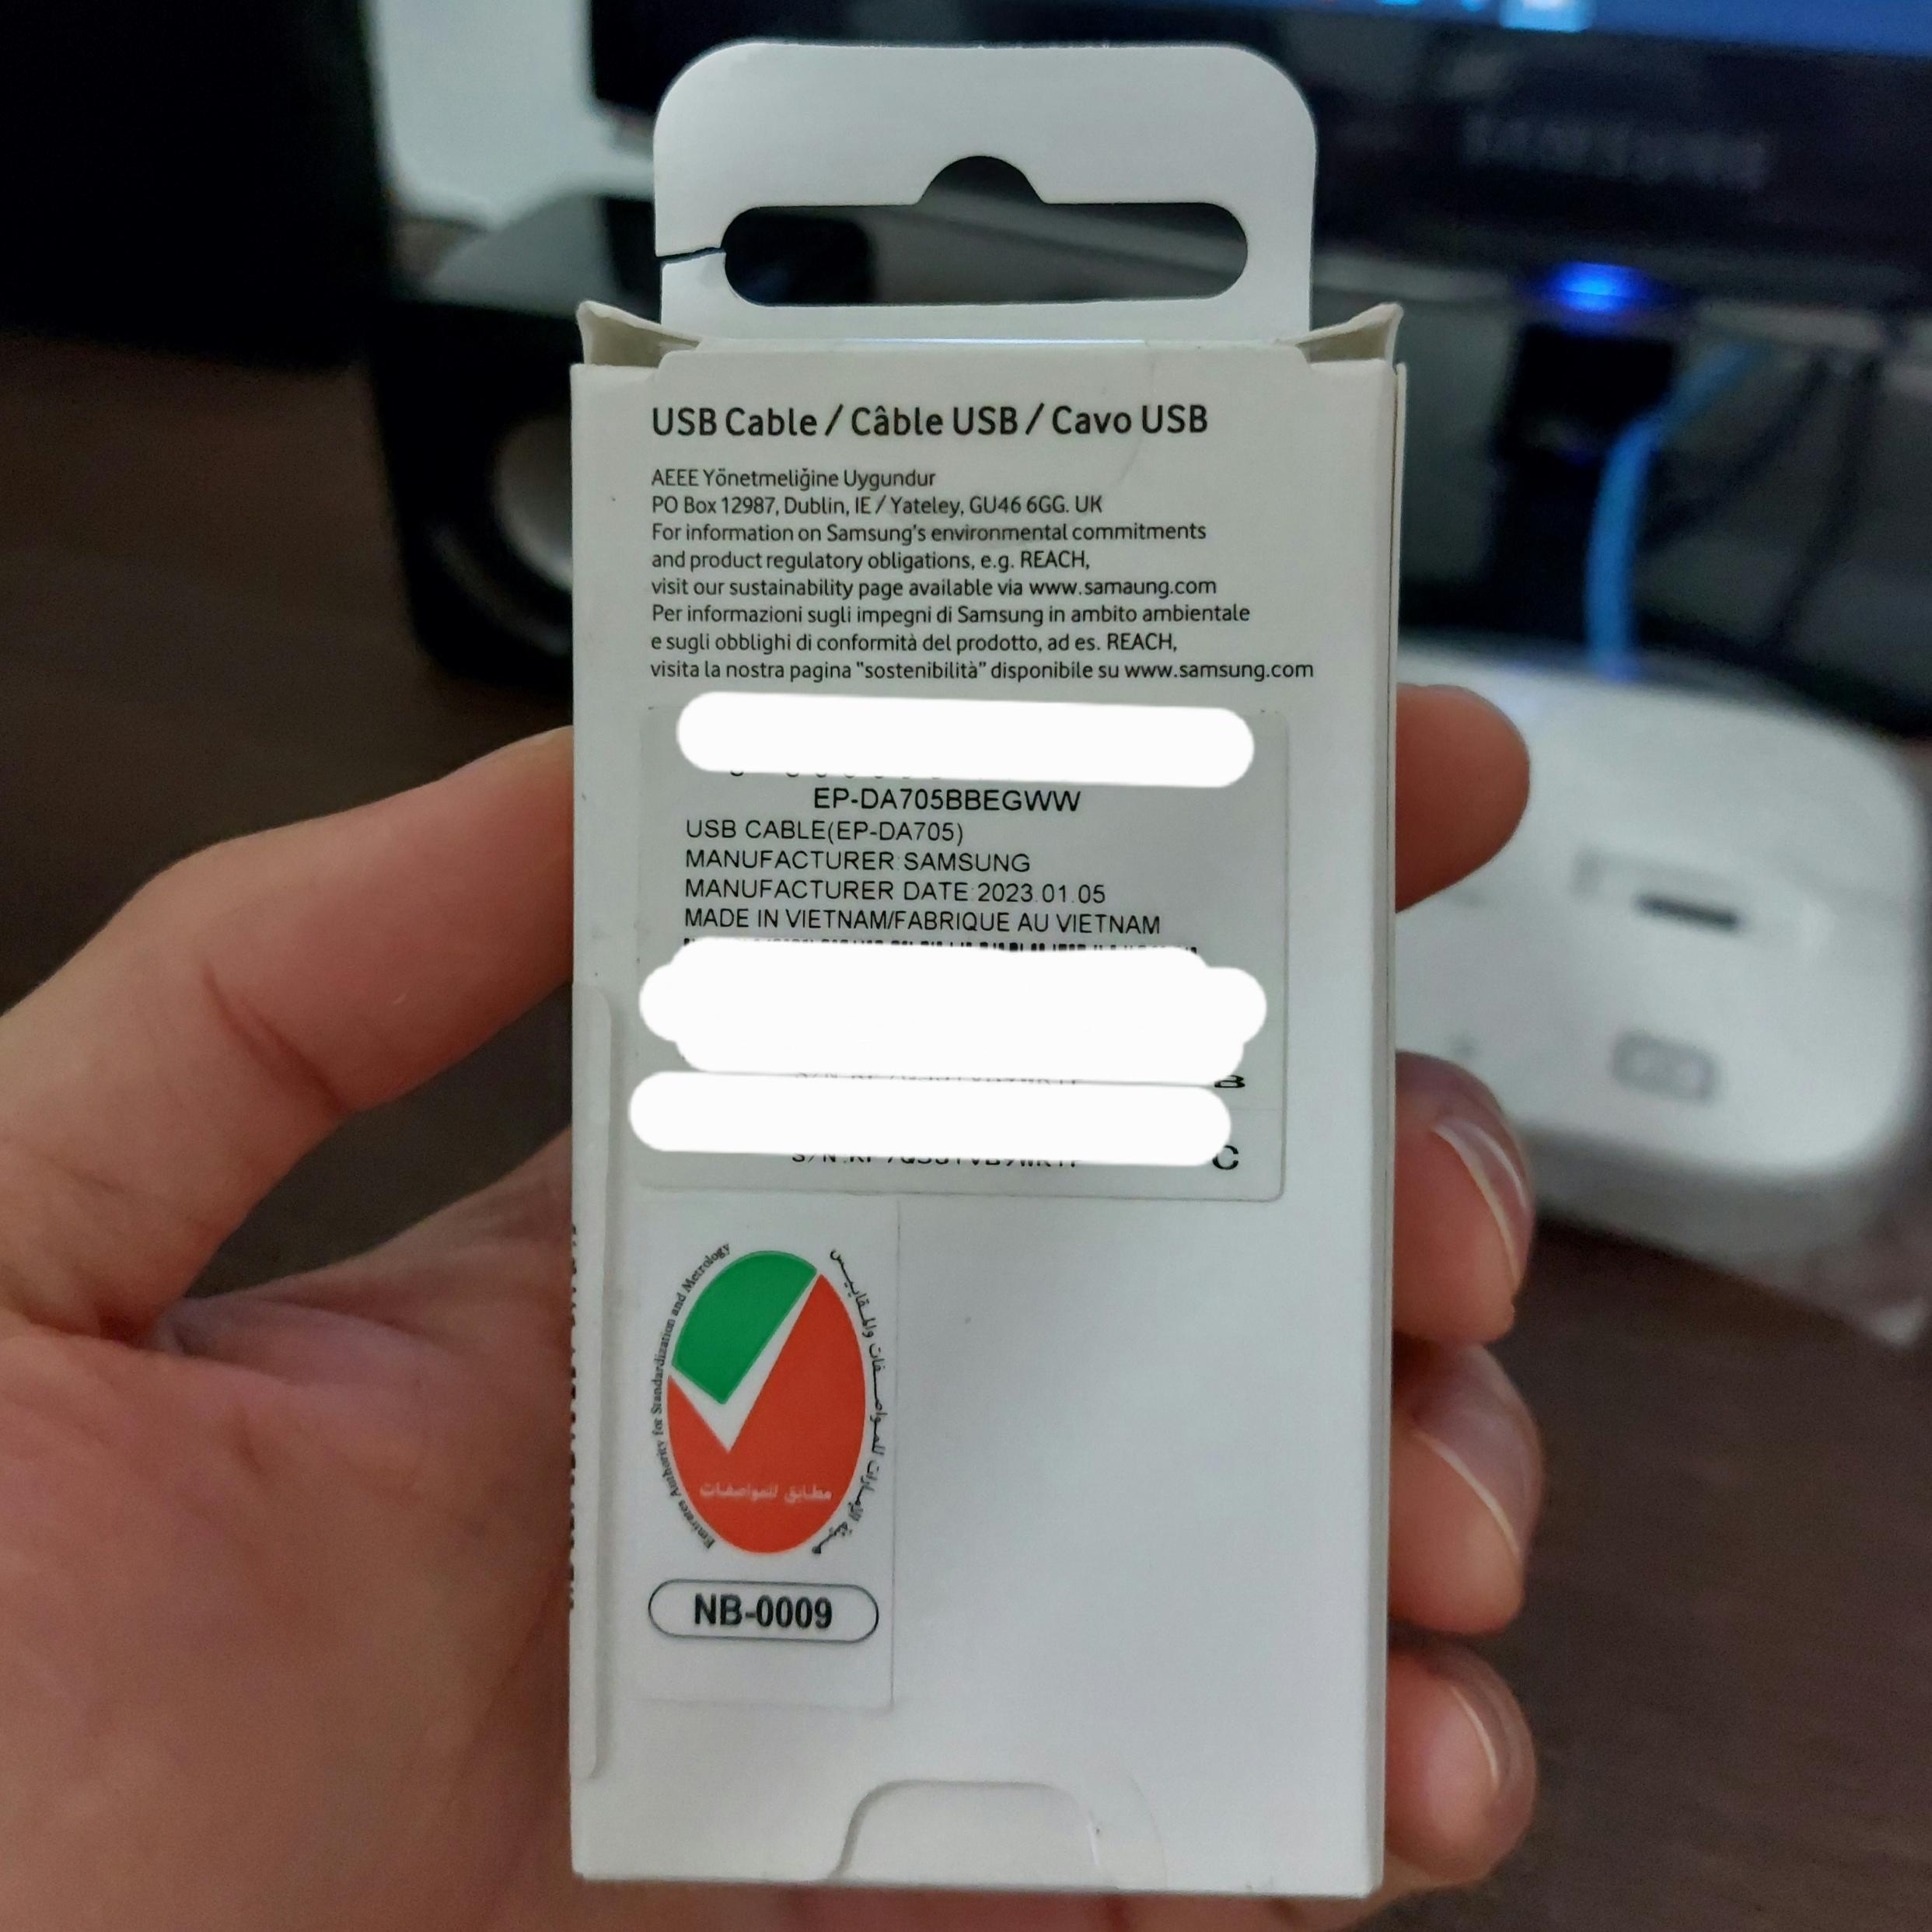 SAMSUNG
USB Cable / Câble USB / Cavo USB
AEEE Yönetmeliğine Uygundur
PO Box 12987, Dublin, IE / Yateley, GU46 6GG. UK
For information on Samsung's environmental commitments
and product regulatory obligations, e.g. REACH,
visit our sustainability page available via www.samaung.com
Per informazioni sugli impegni di Samsung in ambito ambientale
e sugli obblighi di conformità del prodotto, ad es. REACH,
visita la nostra pagina "sostenibilità" disponibile su www.samsung.com
EP-DA705BBEGWW
USB CABLE(EP-DA705)
MANUFACTURER:SAMSUNG
MANUFACTURER DATE:2023.01.05
MADE IN VIETNAM/FABRIQUE AU VIETNAM
B
C
Emirates Authority for Standardization and Metrology
هيئة الإمارات للمواصفات والمقاييس
مطابق للمواصفات
NB-0009